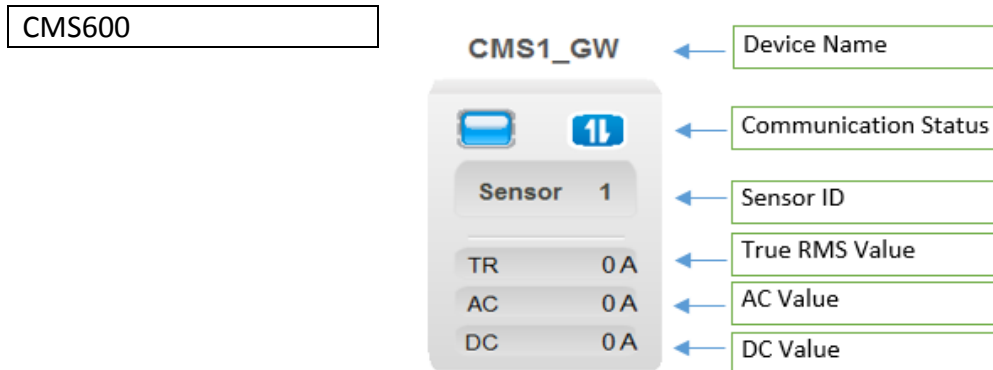 CMS600
CMS1_GW
Device Name
Communication Status
Sensor 1
Sensor ID
TR 0 A
True RMS Value
AC 0 A
AC Value
DC 0 A
DC Value